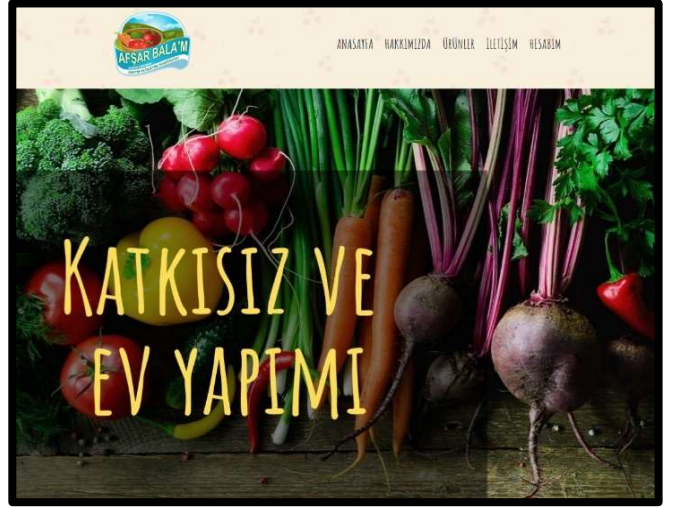 AFŞAR BALA'M
ANASAYFA HAKKIMIZDA ÜRÜNLER İLETİŞİM HESABIM
KATKISIZ VE
EV YAPIMI